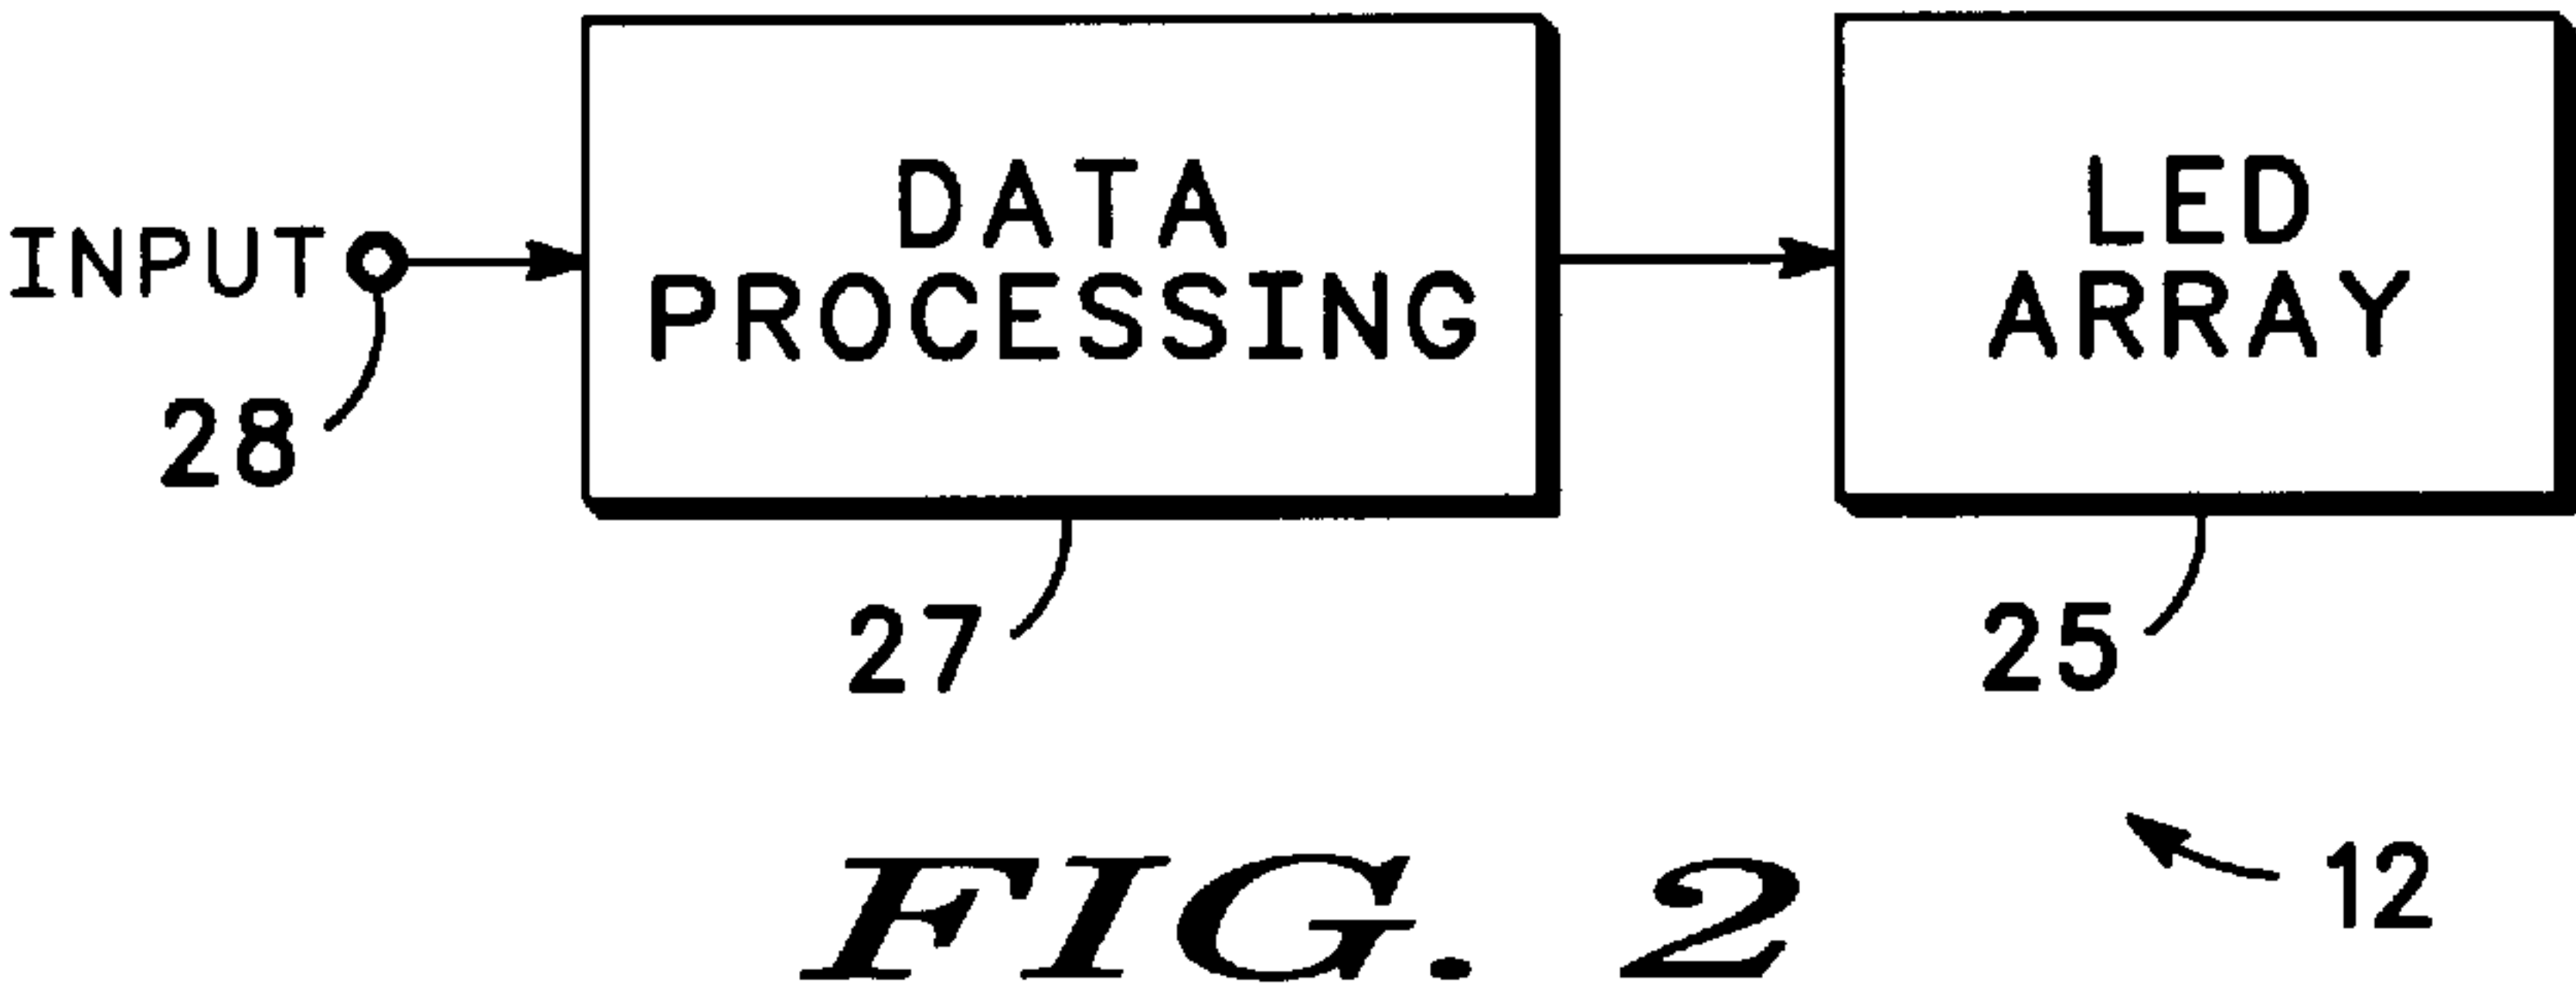 DATA
PROCESSING
LED
ARRAY
INPUT
28
27
25
12
FIG. 2